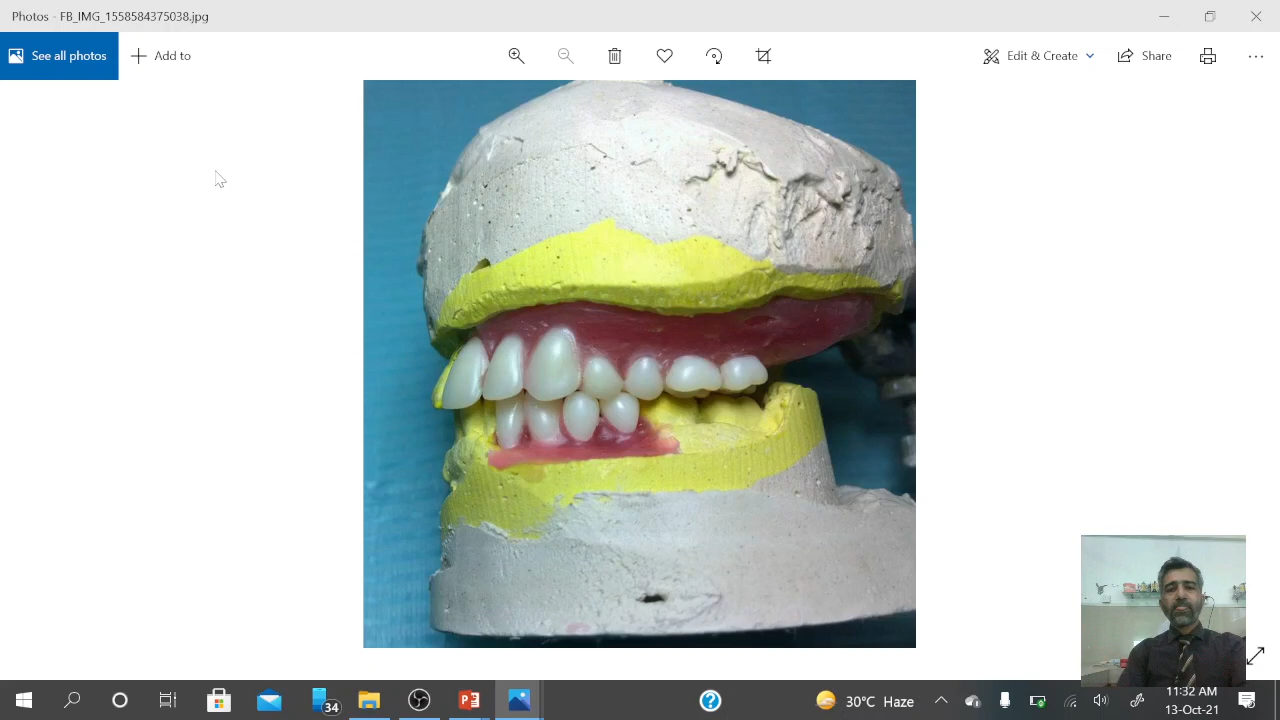 Photos - FB_IMG_1558584375038.jpg
See all photos
Add to
Edit & Create
Share
34
30°C Haze
11:32 AM
13-Oct-21